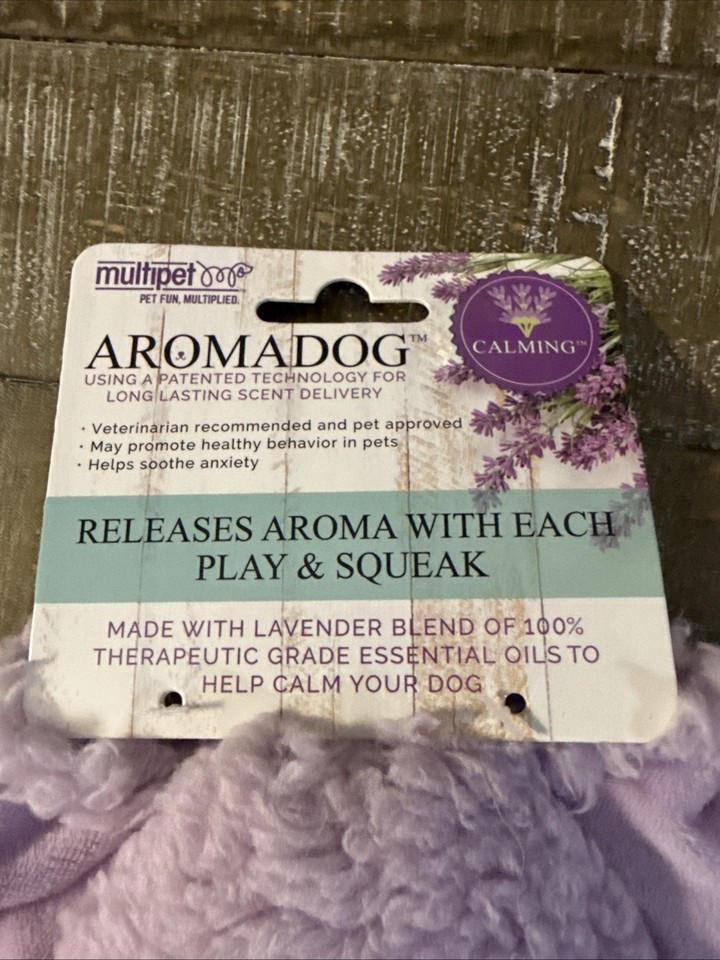 multipet
PET FUN, MULTIPLIED.
AROMADOG™
USING A PATENTED TECHNOLOGY FOR
LONG LASTING SCENT DELIVERY
CALMING™
· Veterinarian recommended and pet approved
· May promote healthy behavior in pets
· Helps soothe anxiety
RELEASES AROMA WITH EACH
PLAY & SQUEAK
MADE WITH LAVENDER BLEND OF 100%
THERAPEUTIC GRADE ESSENTIAL OILS TO
HELP CALM YOUR DOG